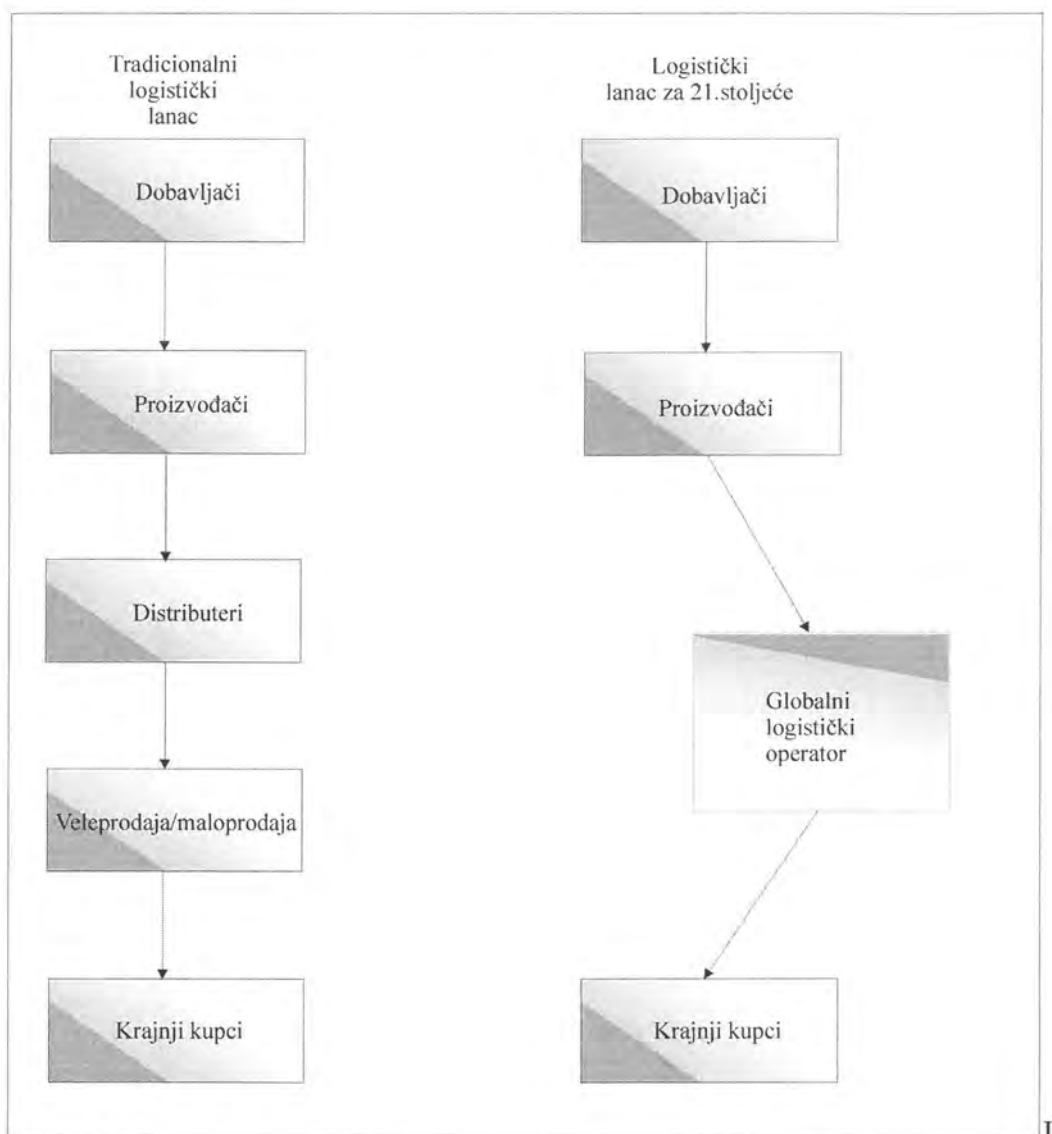 Tradicionalni
logistički
lanac
Dobavljači
Proizvođači
Distributeri
Veleprodaja/maloprodaja
Krajnji kupci
Logistički
lanac za 21.stoljeće
Dobavljači
Proizvođači
Globalni
logistički
operator
Krajnji kupci